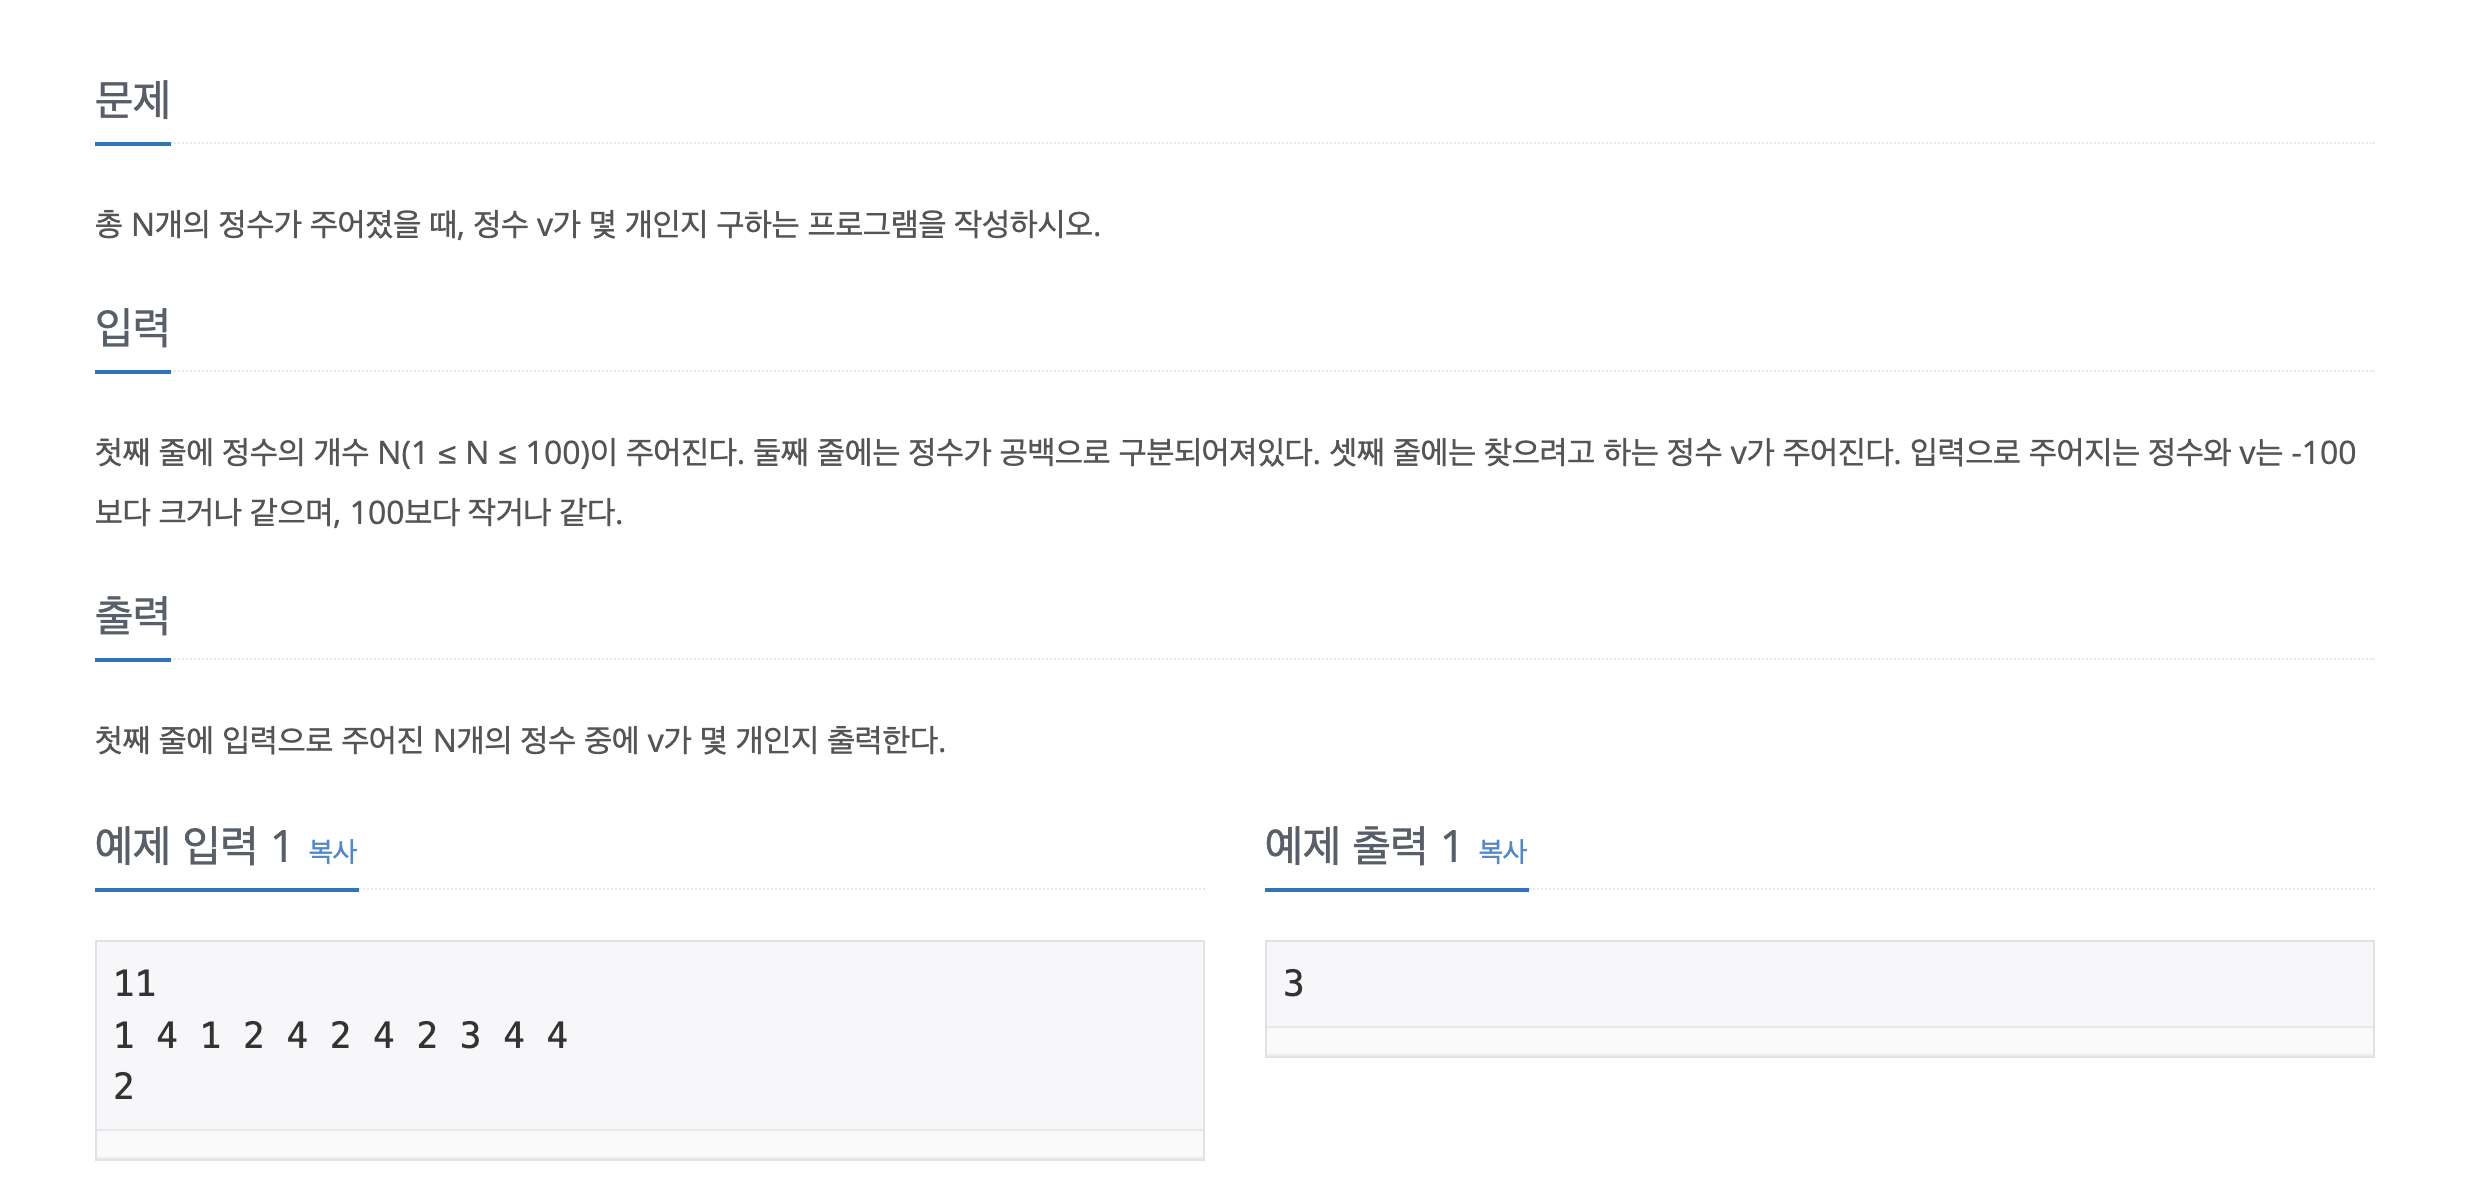 문제
총 N개의 정수가 주어졌을 때, 정수 v가 몇 개인지 구하는 프로그램을 작성하시오.
입력
첫째 줄에 정수의 개수 N(1 ≤ N ≤ 100)이 주어진다. 둘째 줄에는 정수가 공백으로 구분되어져있다. 셋째 줄에는 찾으려고 하는 정수 v가 주어진다. 입력으로 주어지는 정수와 v는 -100
보다 크거나 같으며, 100보다 작거나 같다.
출력
첫째 줄에 입력으로 주어진 N개의 정수 중에 v가 몇 개인지 출력한다.
예제 입력 1 복사
11
1 4 1 2 4 2 4 2 3 4 4
2
예제 출력 1 복사
3